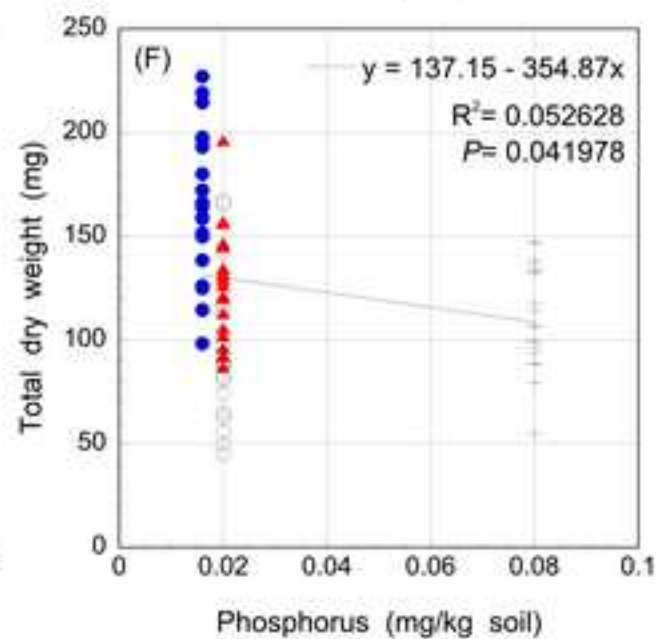 (F)
y = 137.15 - 354.87x
R²= 0.052628
P= 0.041978
250
200
150
100
50
0
Total dry weight (mg)
0 0.02 0.04 0.06 0.08 0.1
Phosphorus (mg/kg soil)